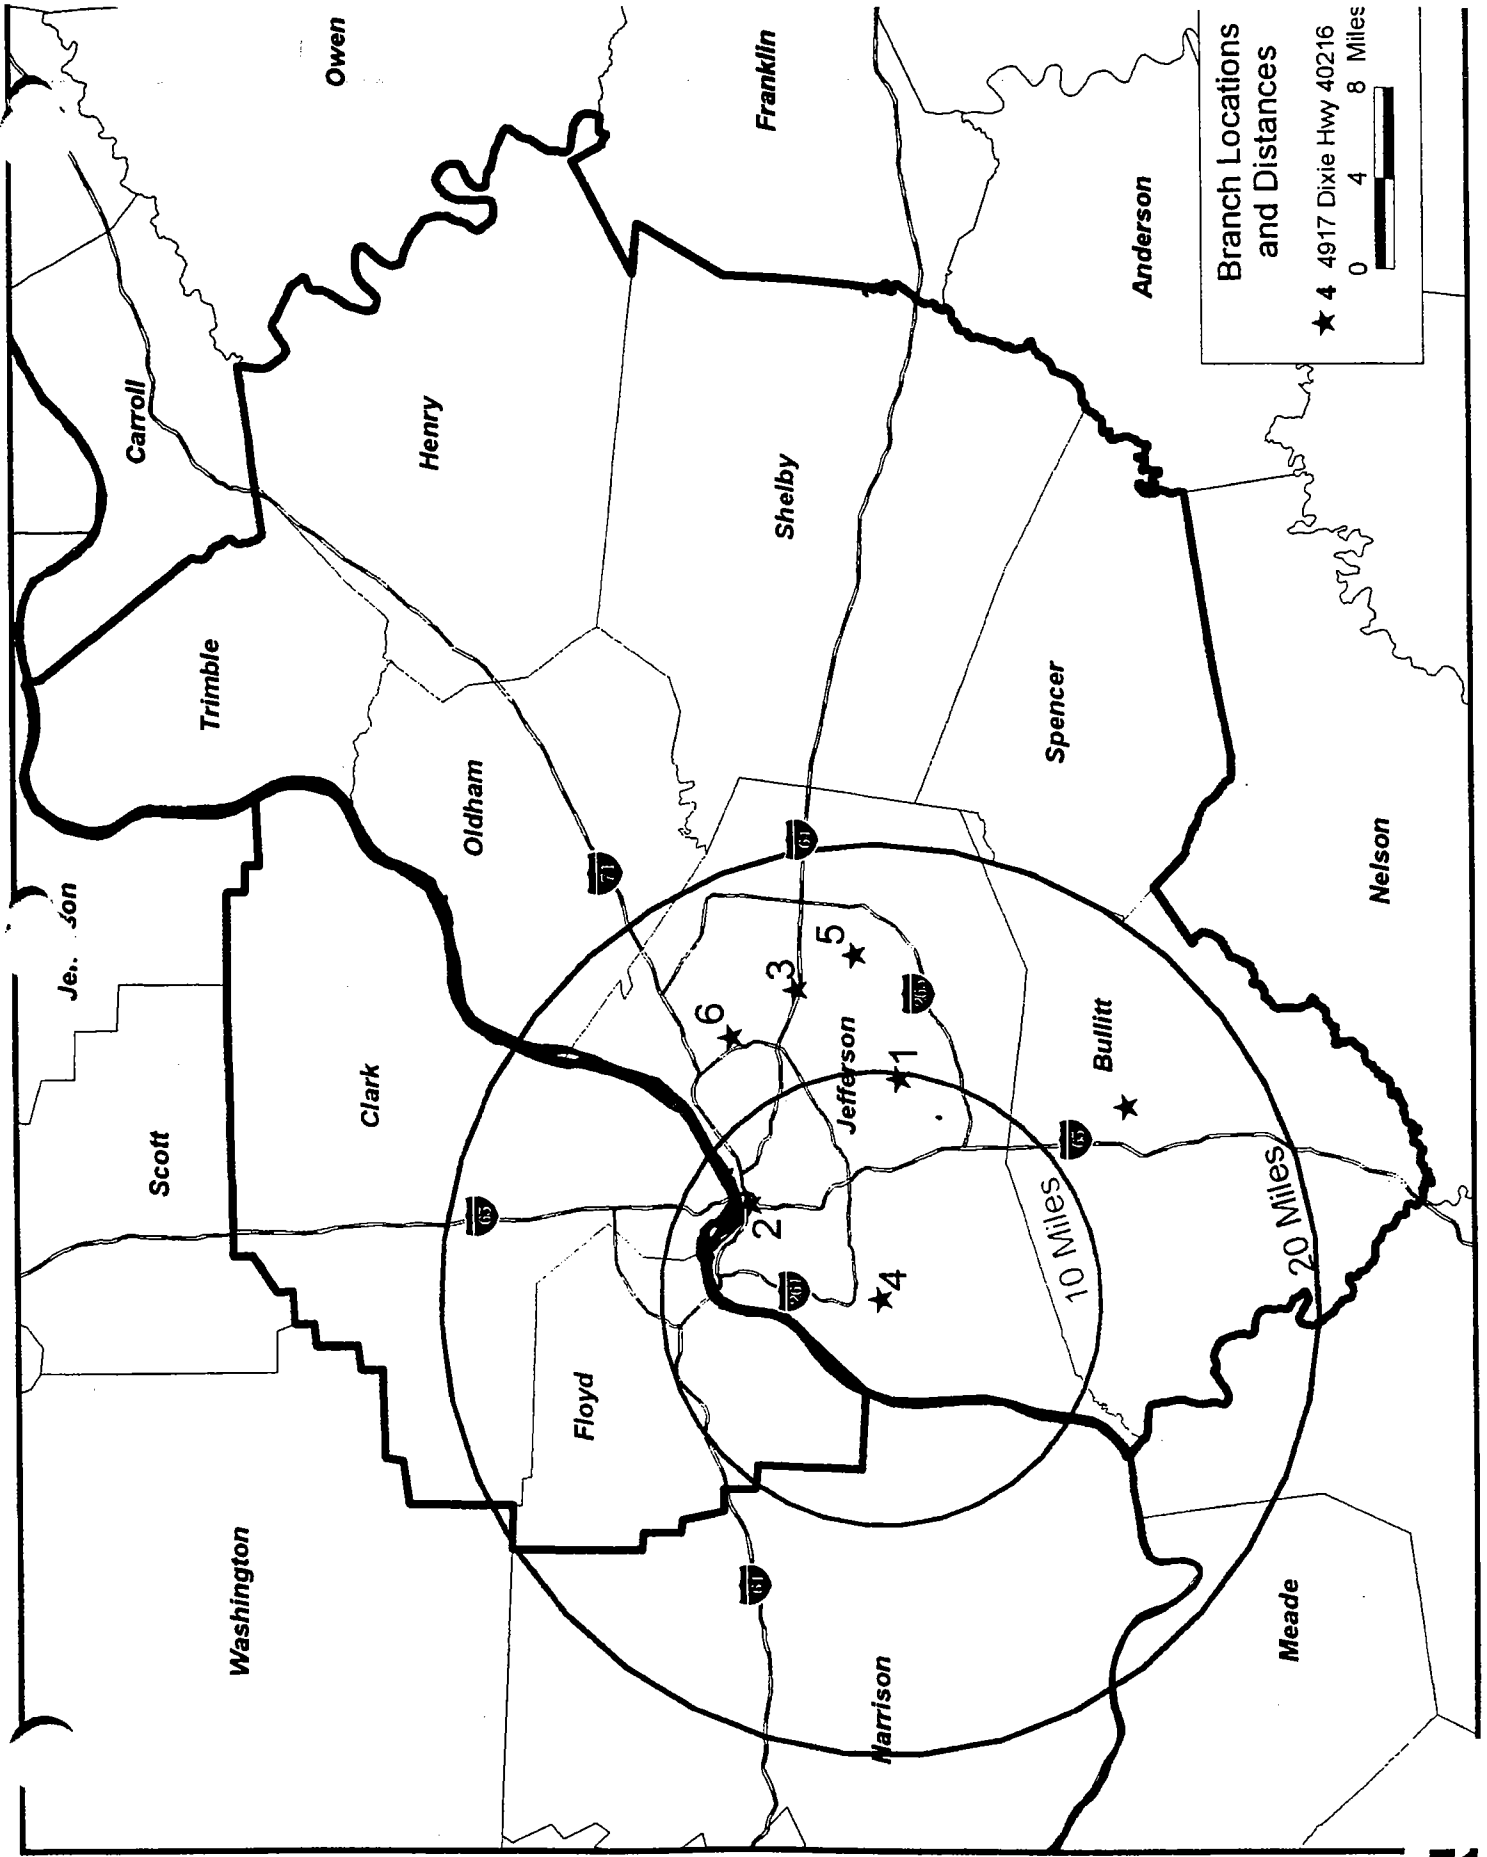 Owen
Franklin
Carroll
Henry
Anderson
Branch Locations
and Distances
★ 4 4917 Dixie Hwy 40216
0 4 8 Miles
Shelby
Trimble
Oldham
Spencer
Nelson
71
64
Clark
Scott
6
3
5
265
Jefferson
1
Bullitt
65
65
2
264
4
10 Miles
20 Miles
Floyd
Washington
64
Harrison
Meade